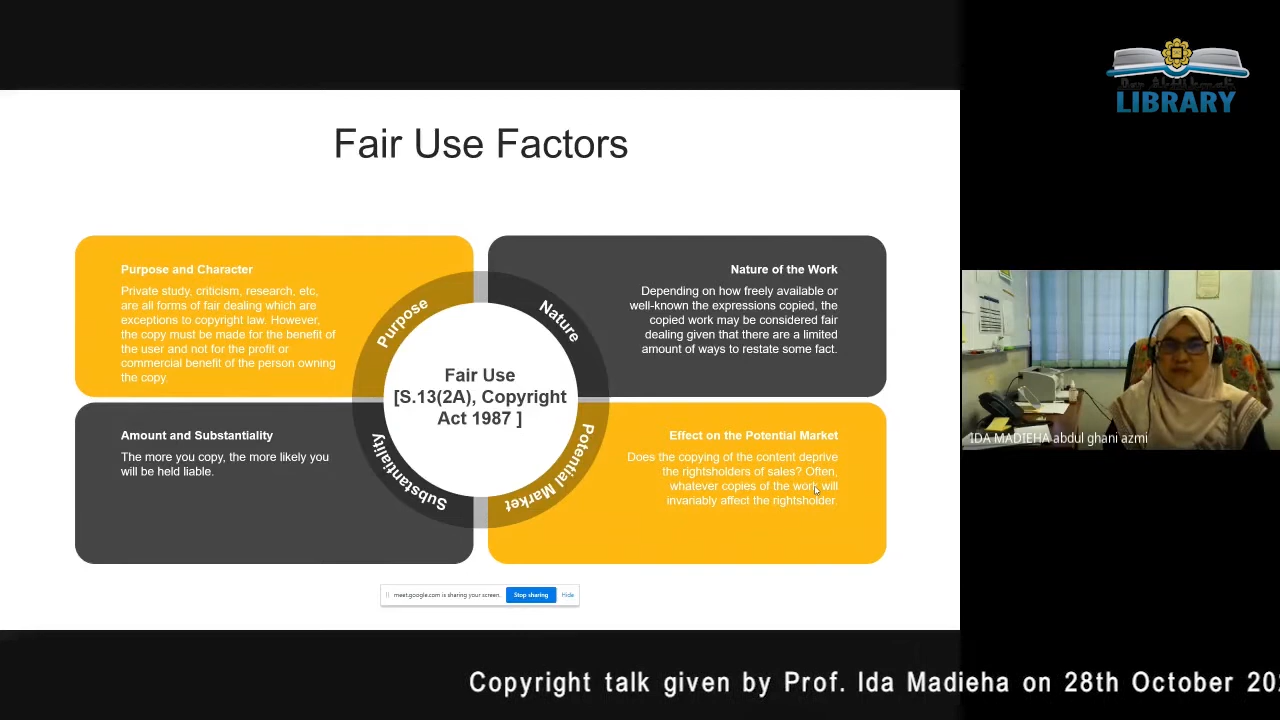 LIBRARY
Fair Use Factors
Purpose and Character
Private study, criticism, research, etc,
are all forms of fair dealing which are
exceptions to copyright law. However,
the copy must be made for the benefit of
the user and not for the profit or
commercial benefit of the person owning
the copy.
Nature of the Work
Depending on how freely available or
well-known the expressions copied, the
copied work may be considered fair
dealing given that there are a limited
amount of ways to restate some fact.
Purpose
Nature
Fair Use
[S.13(2A), Copyright
Act 1987 ]
Substantiality
Potential Market
Amount and Substantiality
The more you copy, the more likely you
will be held liable.
Effect on the Potential Market
Does the copying of the content deprive
the rightsholders of sales? Often,
whatever copies of the work will
invariably affect the rightsholder.
IDA MADIEHA abdul ghani azmi
meet.google.com is sharing your screen.
Stop sharing
Hide
Copyright talk given by Prof. Ida Madieha on 28th October